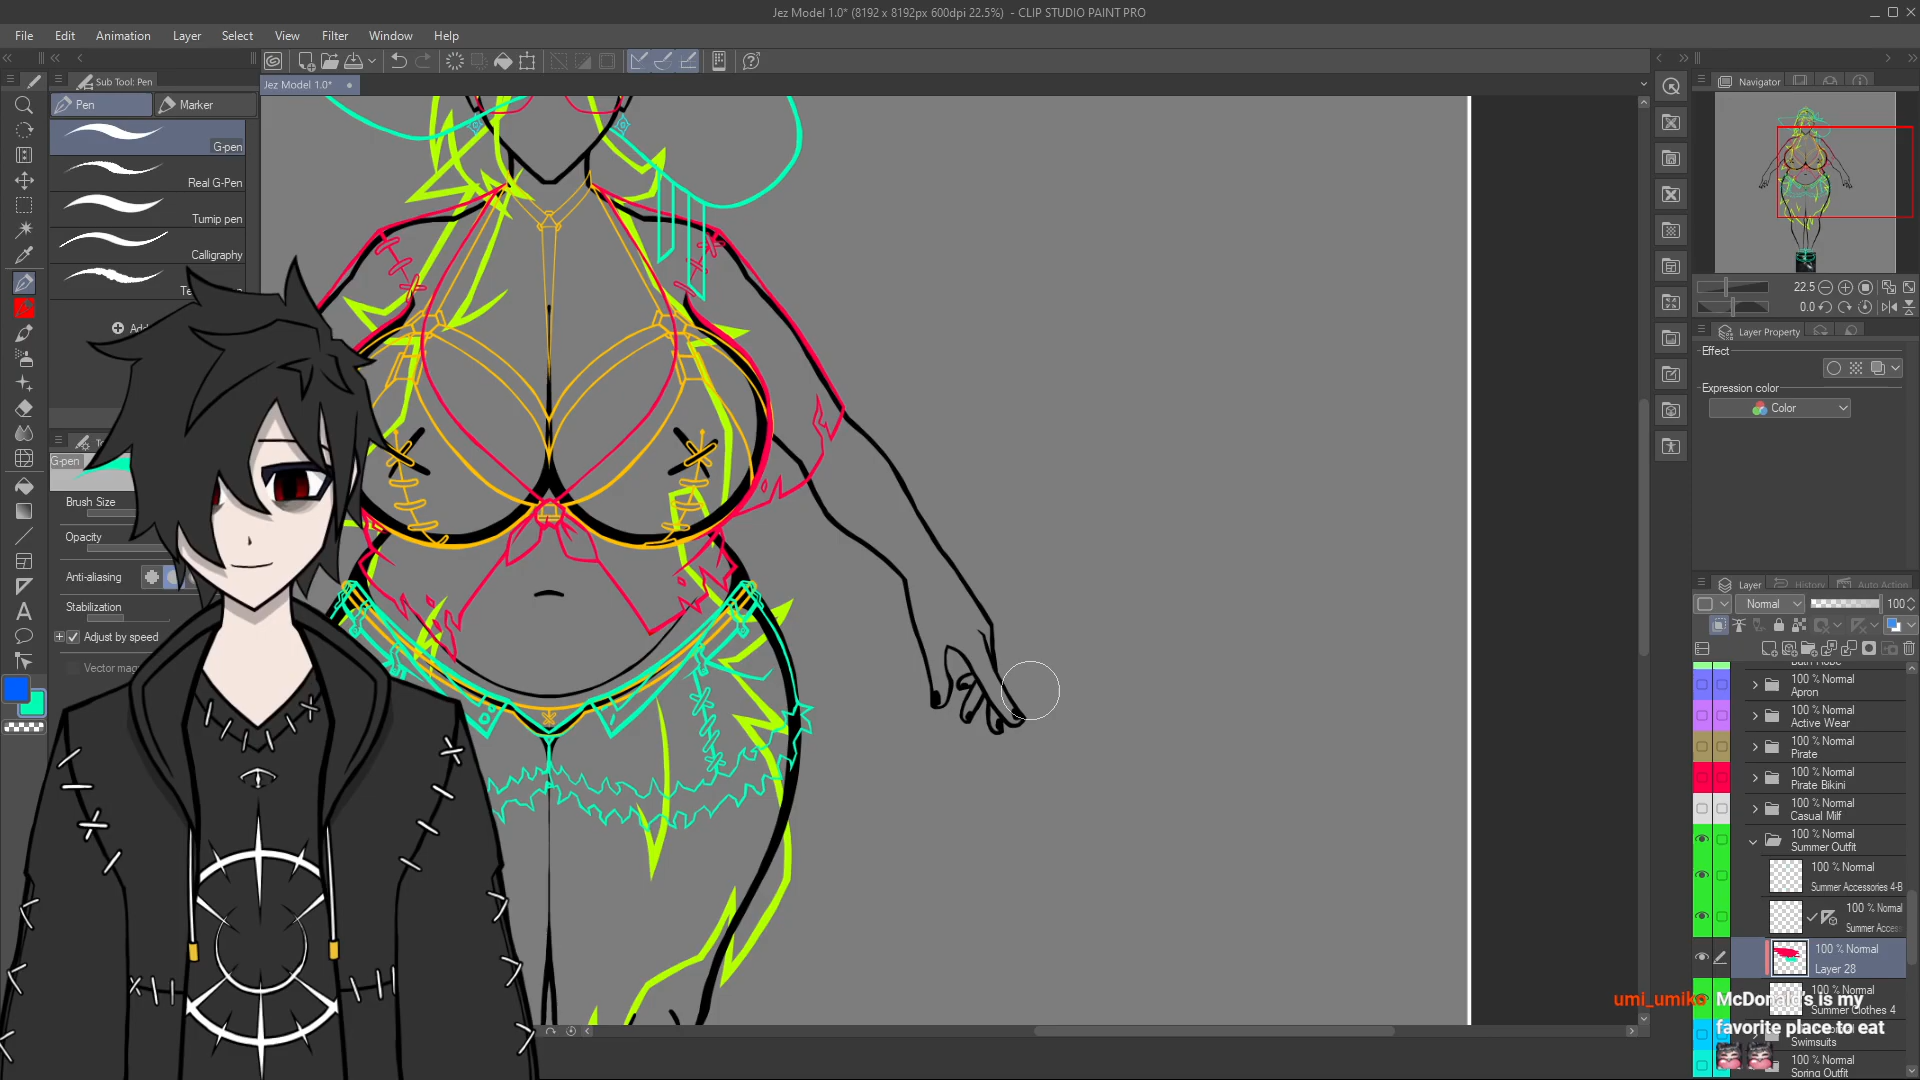 Jez Model 1.0* (8192 x 8192px 600dpi 22.5%) - CLIP STUDIO PAINT PRO
File Edit Animation Layer Select View Filter Window Help
Sub Tool: Pen
Jez Model 1.0*
Navigator
Pen
Marker
G-pen
Real G-Pen
Turnip pen
Calligraphy
22.5
0.0
Layer Property
Effect
Expression color
Color
G-pen
Brush Size
Opacity
Anti-aliasing
Stabilization
Adjust by speed
Layer History Auto Action
Normal 100
100 % Normal
Apron
100 % Normal
Active Wear
100 % Normal
Pirate
100 % Normal
Pirate Bikini
100 % Normal
Casual Milf
100 % Normal
Summer Outfit
100 % Normal
Summer Accessories 4-B
100 % Normal
Summer
100 % Normal
Layer 28
100 % Normal
Summer Clothes 4
Swimsuits
100 % Normal
Spring Outfit
umi_umiko McDonald's is my
favorite place to eat